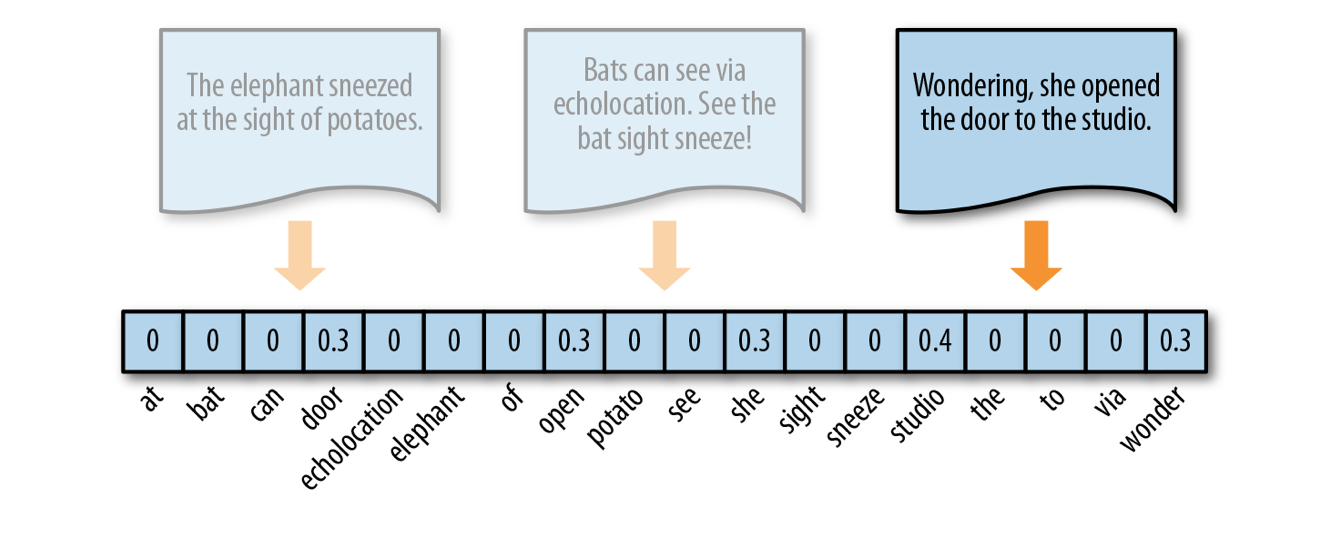 The elephant sneezed
at the sight of potatoes.
Bats can see via
echolocation. See the
bat sight sneeze!
Wondering, she opened
the door to the studio.
0 0 0 0.3 0 0 0 0.3 0 0 0.3 0 0 0.4 0 0 0 0.3
at bat can door echolocation elephant of open potato see she sight sneeze studio the to via wonder